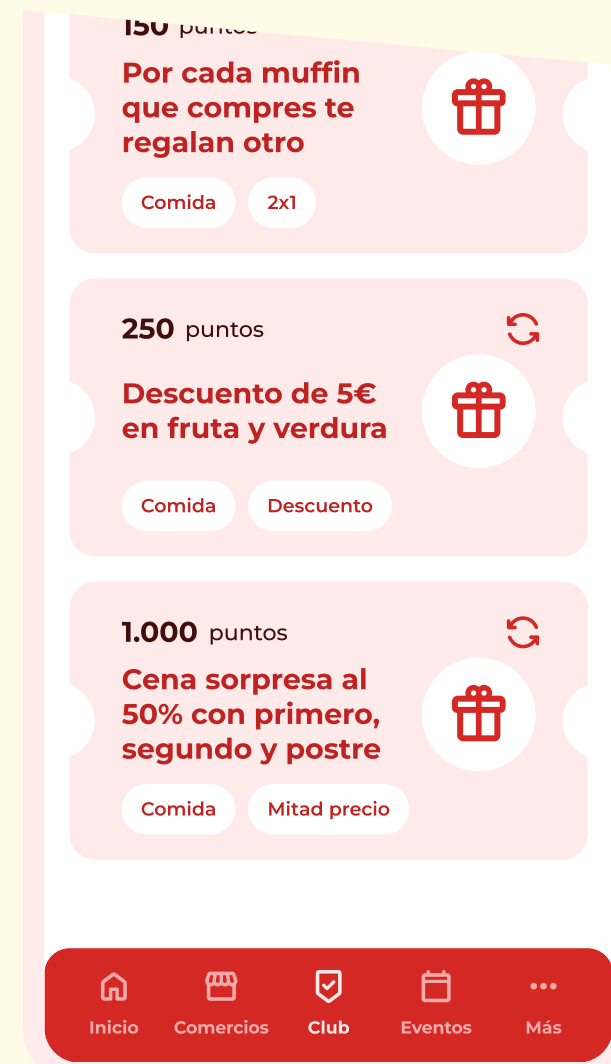 150 puntos
Por cada muffin
que compres te
regalan otro
Comida 2x1
250 puntos
Descuento de 5€
en fruta y verdura
Comida Descuento
1.000 puntos
Cena sorpresa al
50% con primero,
segundo y postre
Comida Mitad precio
Inicio Comercios Club Eventos Más